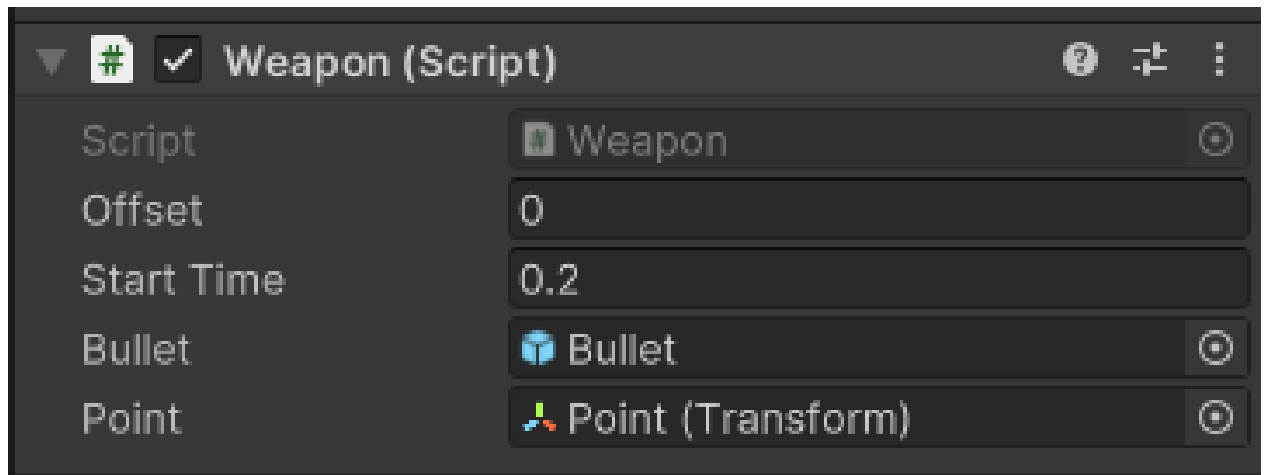 Weapon (Script)
Script Weapon
Offset 0
Start Time 0.2
Bullet Bullet
Point Point (Transform)